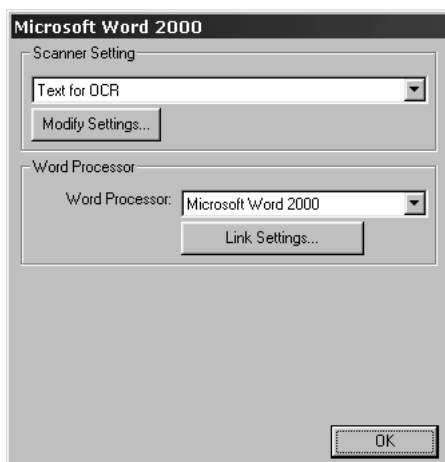 Microsoft Word 2000
Scanner Setting
Text for OCR
Modify Settings...
Word Processor
Word Processor: Microsoft Word 2000
Link Settings...
OK